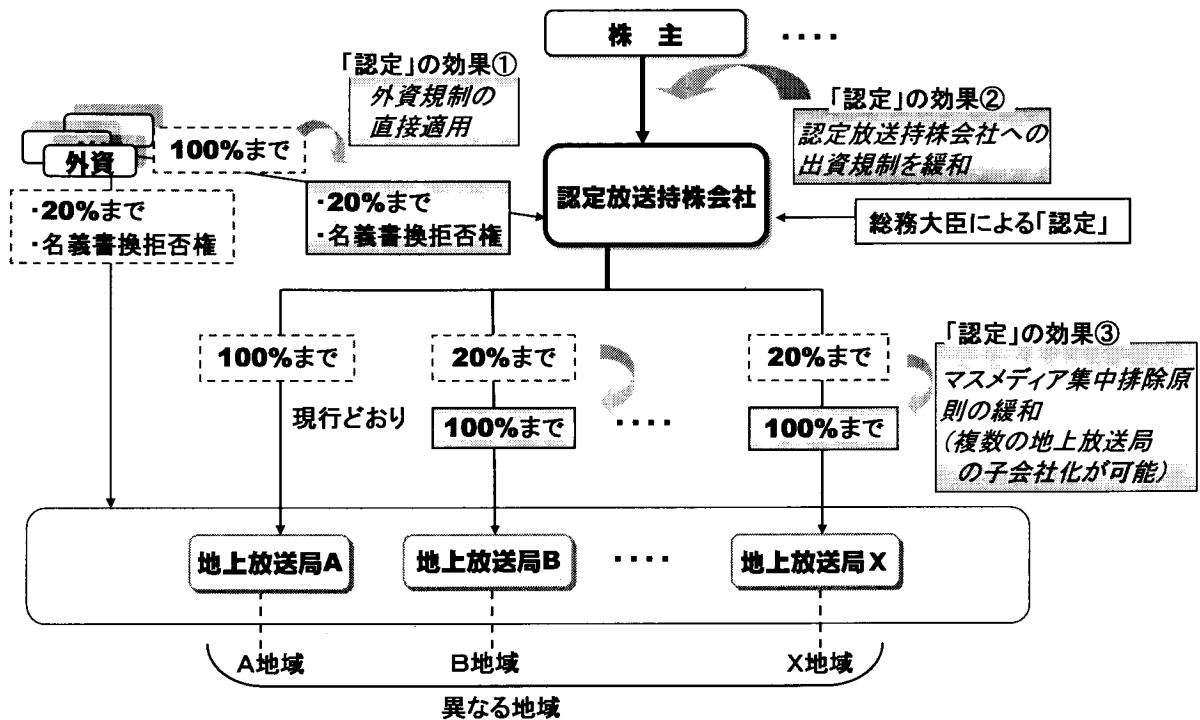 株 主
・・・・
「認定」の効果①
外資規制の
直接適用
「認定」の効果②
認定放送持株会社への
出資規制を緩和
外資
100%まで
・20%まで
・名義書換拒否権
・20%まで
・名義書換拒否権
認定放送持株会社
総務大臣による「認定」
100%まで
20%まで
20%まで
現行どおり
100%まで
・・・・
100%まで
「認定」の効果③
マスメディア集中排除原
則の緩和
(複数の地上放送局
の子会社化が可能)
地上放送局A
地上放送局B
・・・・
地上放送局X
A地域
B地域
X地域
異なる地域